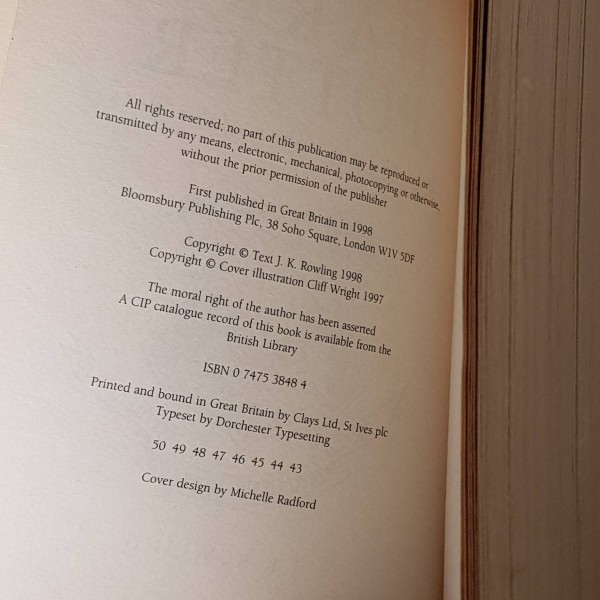 All rights reserved; no part of this publication may be reproduced or
transmitted by any means, electronic, mechanical, photocopying or otherwise,
without the prior permission of the publisher
First published in Great Britain in 1998
Bloomsbury Publishing Plc, 38 Soho Square, London W1V 5DF
Copyright © Text J. K. Rowling 1998
Copyright © Cover illustration Cliff Wright 1997
The moral right of the author has been asserted
A CIP catalogue record of this book is available from the
British Library
ISBN 0 7475 3848 4
Printed and bound in Great Britain by Clays Ltd, St Ives plc
Typeset by Dorchester Typesetting
50 49 48 47 46 45 44 43
Cover design by Michelle Radford